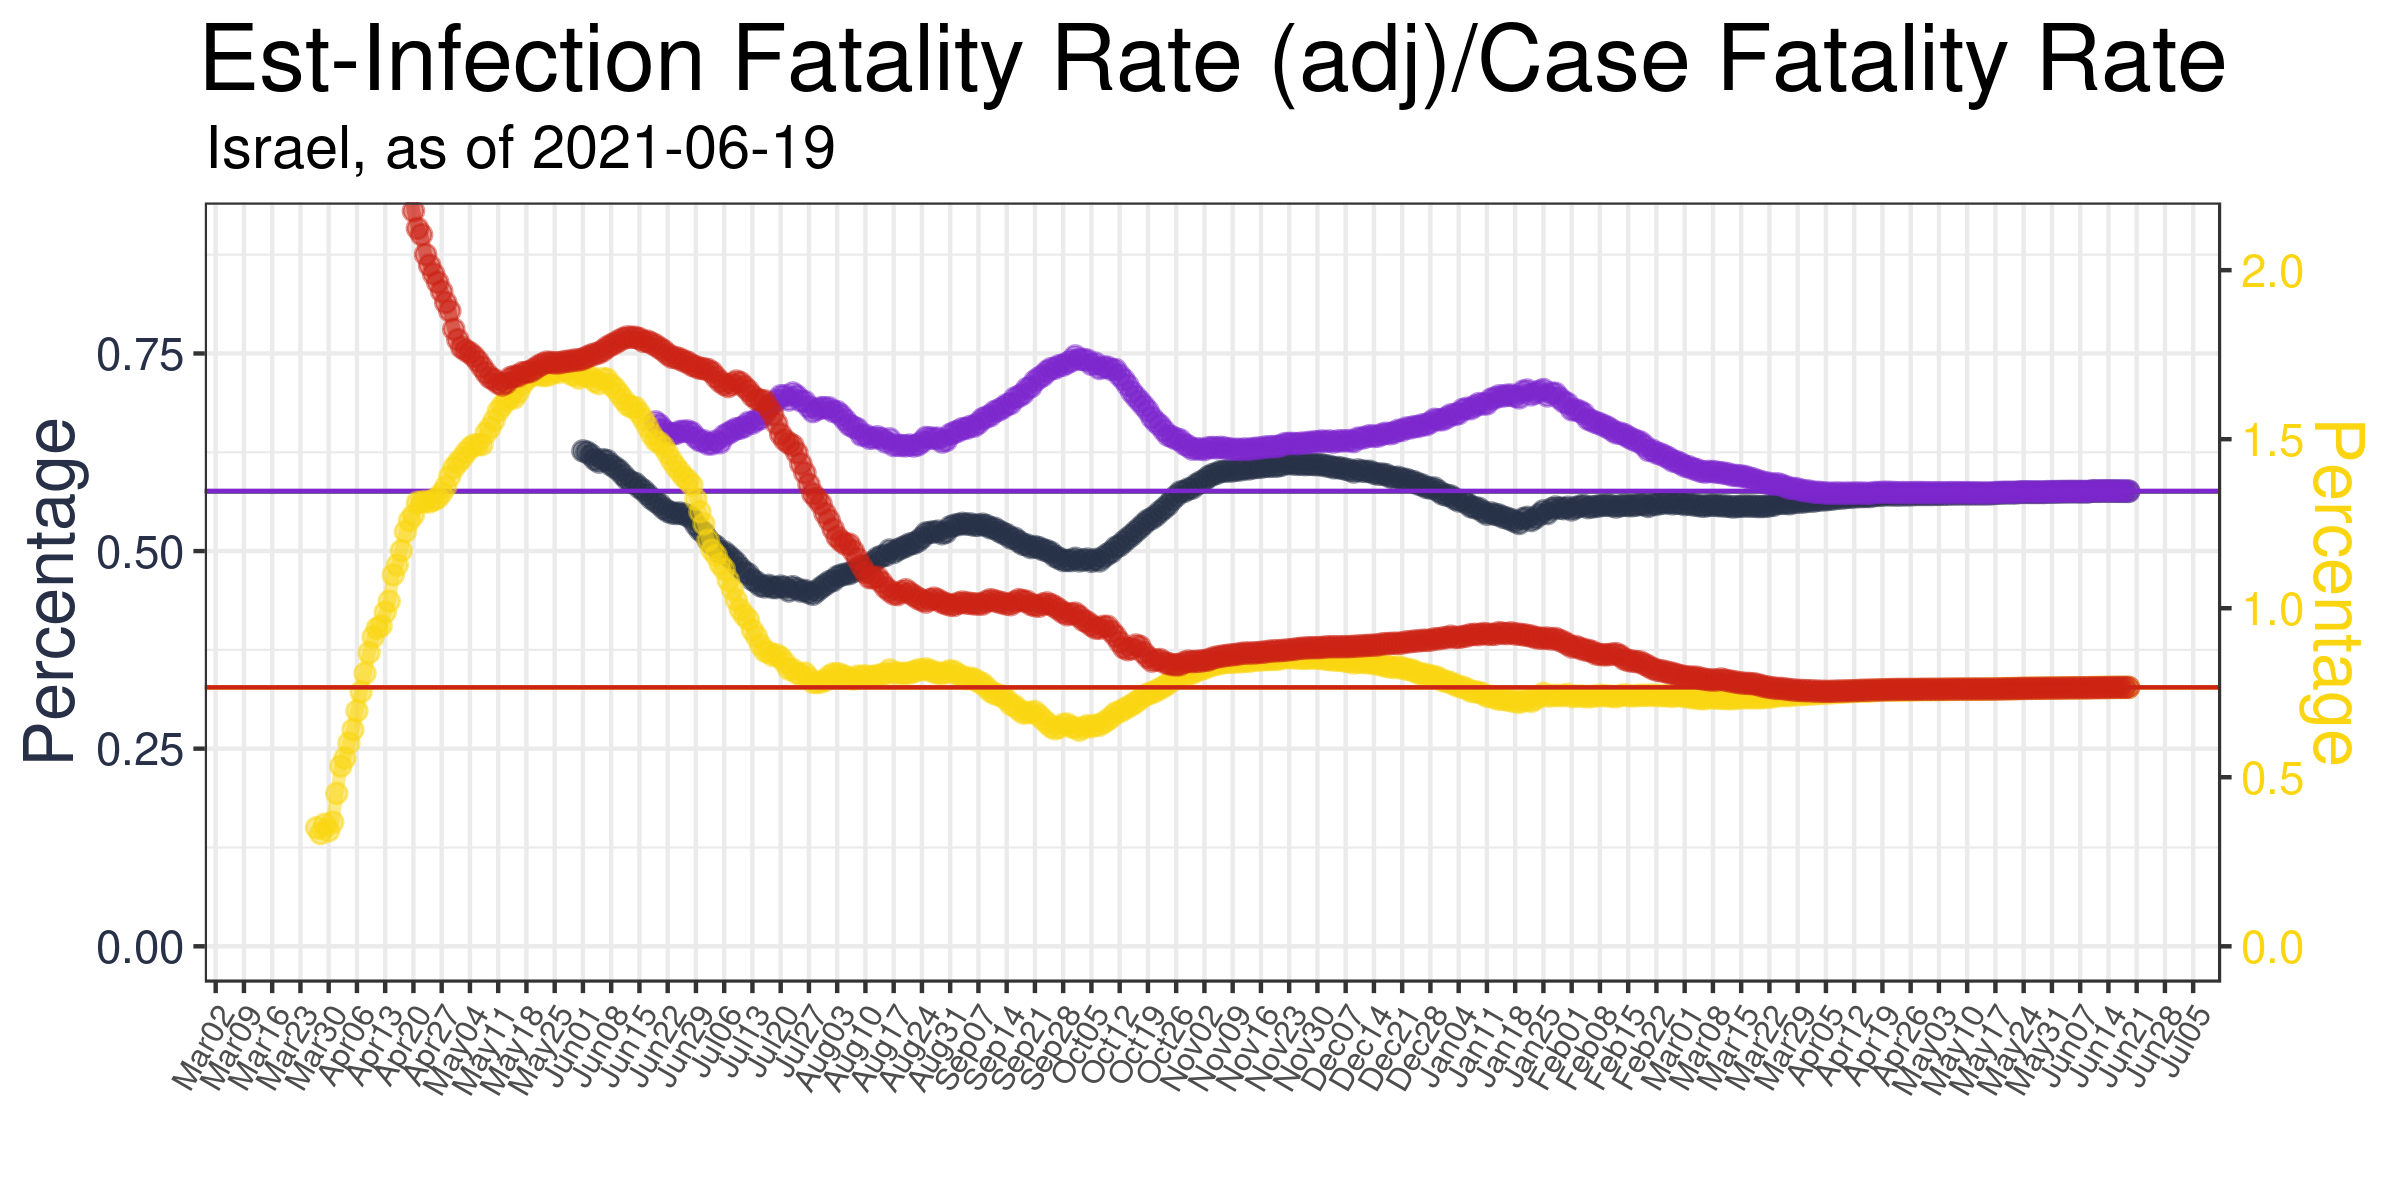 Est-Infection Fatality Rate (adj)/Case Fatality Rate
Israel, as of 2021-06-19
Percentage
0.75
0.50
0.25
0.00
2.0
1.5
1.0
0.5
0.0
Percentage
Mar02
Mar09
Mar16
Mar23
Mar30
Apr06
Apr13
Apr20
Apr27
May04
May11
May18
May25
Jun01
Jun08
Jun15
Jun22
Jun29
Jul06
Jul13
Jul20
Jul27
Aug03
Aug10
Aug17
Aug24
Aug31
Sep07
Sep14
Sep21
Sep28
Oct05
Oct12
Oct19
Oct26
Nov02
Nov09
Nov16
Nov23
Nov30
Dec07
Dec14
Dec21
Dec28
Jan04
Jan11
Jan18
Jan25
Feb01
Feb08
Feb15
Feb22
Mar01
Mar08
Mar15
Mar22
Mar29
Apr05
Apr12
Apr19
Apr26
May03
May10
May17
May24
May31
Jun07
Jun14
Jun21
Jun28
Jul05